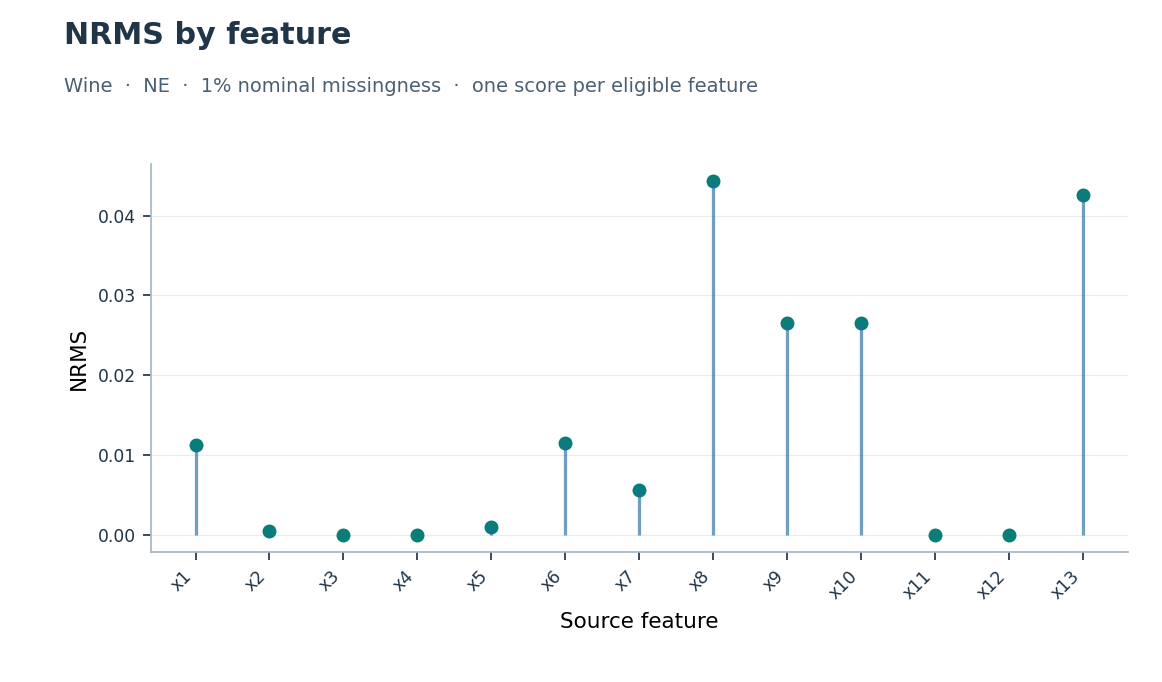 NRMS by feature
Wine · NE · 1% nominal missingness · one score per eligible feature
NRMS
0.04
0.03
0.02
0.01
0.00
x1 x2 x3 x4 x5 x6 x7 x8 x9 x10 x11 x12 x13
Source feature